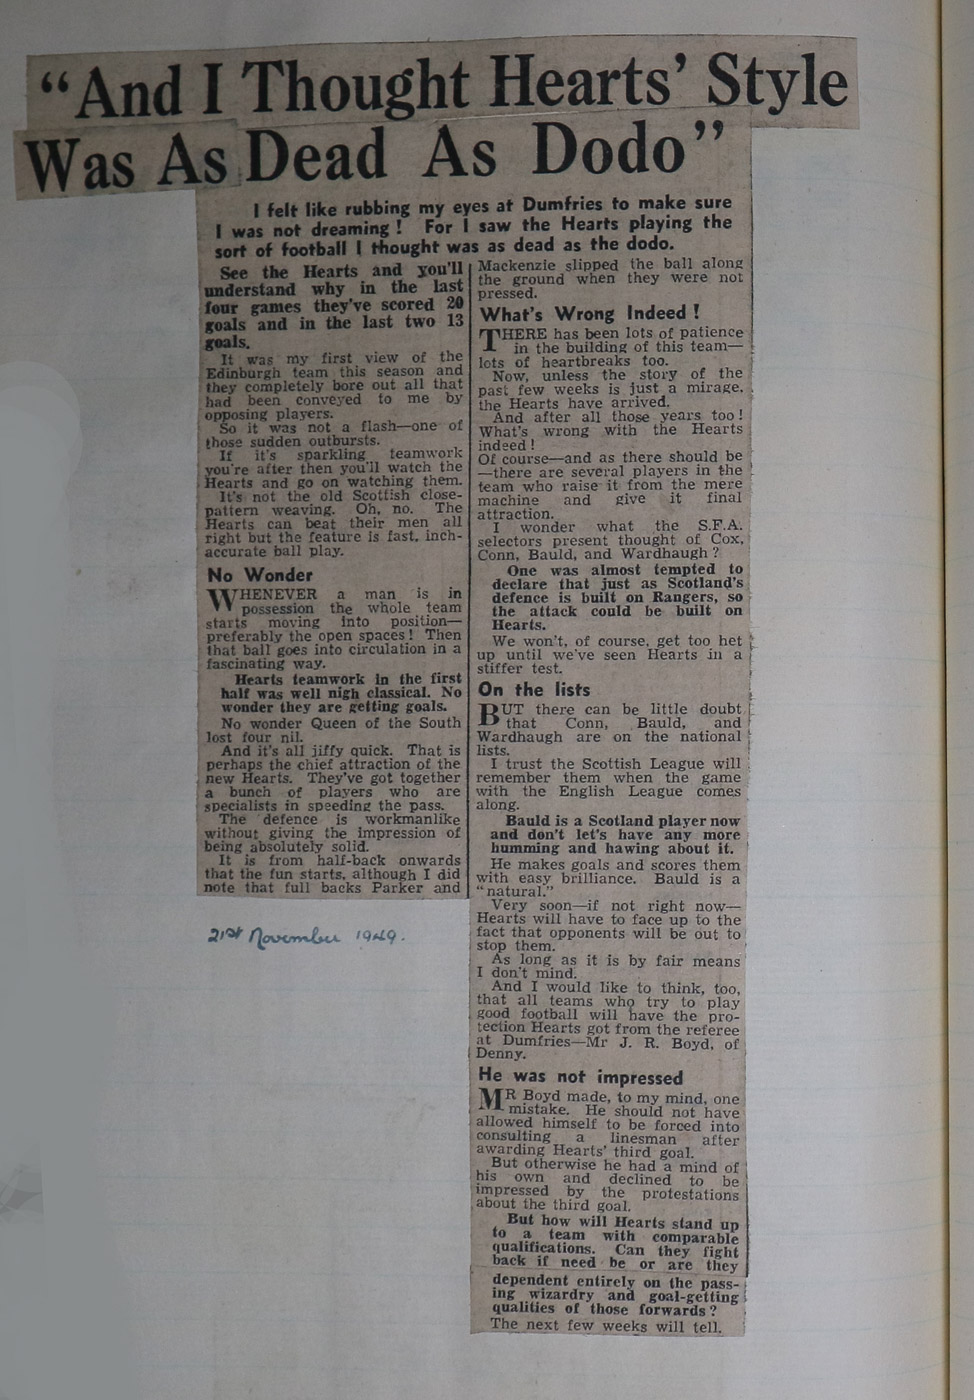 “And I Thought Hearts’ Style
Was As Dead As Dodo”
I felt like rubbing my eyes at Dumfries to make sure
I was not dreaming! For I saw the Hearts playing the
sort of football I thought was as dead as the dodo.
See the Hearts and you'll
understand why in the last
four games they've scored 20
goals and in the last two 13
goals.
It was my first view of the
Edinburgh team this season and
they completely bore out all that
had been conveyed to me by
opposing players.
So it was not a flash—one of
those sudden outbursts.
If it's sparkling teamwork
you're after then you'll watch the
Hearts and go on watching them.
It's not the old Scottish close-
pattern weaving. Oh, no. The
Hearts can beat their men all
right but the feature is fast, inch-
accurate ball play.
No Wonder
WHENEVER a man is in
possession the whole team
starts moving into position—
preferably the open spaces! Then
that ball goes into circulation in a
fascinating way.
Hearts teamwork in the first
half was well nigh classical. No
wonder they are getting goals.
No wonder Queen of the South
lost four nil.
And it's all jiffy quick. That is
perhaps the chief attraction of the
new Hearts. They've got together
a bunch of players who are
specialists in speeding the pass.
The defence is workmanlike
without giving the impression of
being absolutely solid.
It is from half-back onwards
that the fun starts, although I did
note that full backs Parker and
Mackenzie slipped the ball along
the ground when they were not
pressed.
What's Wrong Indeed!
THERE has been lots of patience
in the building of this team—
lots of heartbreaks too.
Now, unless the story of the
past few weeks is just a mirage,
the Hearts have arrived.
And after all those years too!
What's wrong with the Hearts
indeed!
Of course—and as there should be
—there are several players in the
team who raise it from the mere
machine and give it final
attraction.
I wonder what the S.F.A.
selectors present thought of Cox,
Conn, Bauld, and Wardhaugh?
One was almost tempted to
declare that just as Scotland's
defence is built on Rangers, so
the attack could be built on
Hearts.
We won't, of course, get too het
up until we've seen Hearts in a
stiffer test.
On the lists
BUT there can be little doubt
that Conn, Bauld, and
Wardhaugh are on the national
lists.
I trust the Scottish League will
remember them when the game
with the English League comes
along.
Bauld is a Scotland player now
and don't let's have any more
humming and hawing about it.
He makes goals and scores them
with easy brilliance. Bauld is a
“natural.”
Very soon—if not right now—
Hearts will have to face up to the
fact that opponents will be out to
stop them.
As long as it is by fair means
I don't mind.
And I would like to think, too,
that all teams who try to play
good football will have the pro-
tection Hearts got from the referee
at Dumfries—Mr J. R. Boyd, of
Denny.
He was not impressed
MR Boyd made, to my mind, one
mistake. He should not have
allowed himself to be forced into
consulting a linesman after
awarding Hearts' third goal.
But otherwise he had a mind of
his own and declined to be
impressed by the protestations
about the third goal.
But how will Hearts stand up
to a team with comparable
qualifications. Can they fight
back if need be or are they
dependent entirely on the pass-
ing wizardry and goal-getting
qualities of those forwards?
The next few weeks will tell.
21st November 1949.